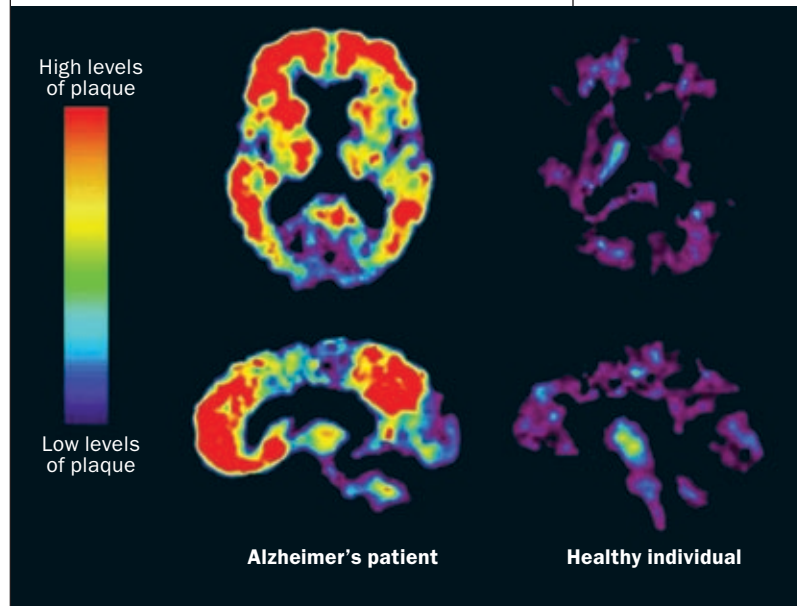 High levels
of plaque
Low levels
of plaque
Alzheimer's patient
Healthy individual